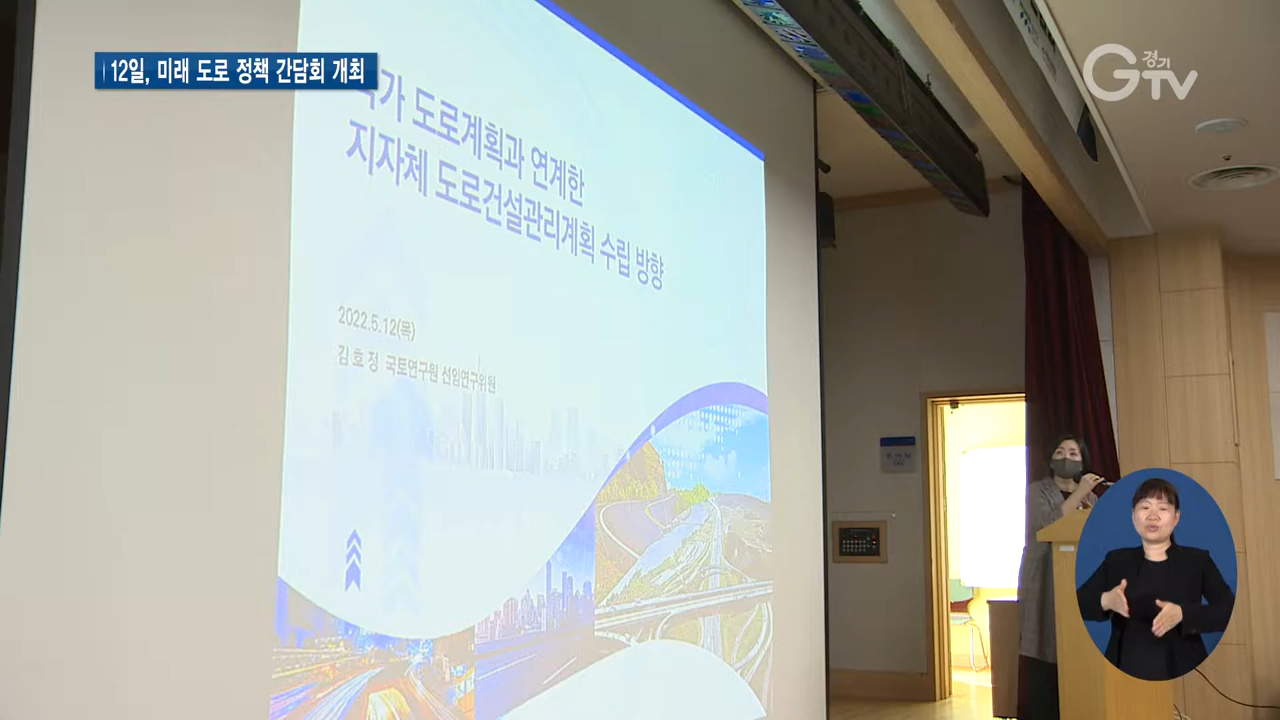 12일, 미래 도로 정책 간담회 개최
경기
GTV
국가 도로계획과 연계한
지자체 도로건설관리계획 수립 방향
2022.5.12(목)
김호정 국토연구원 선임연구위원